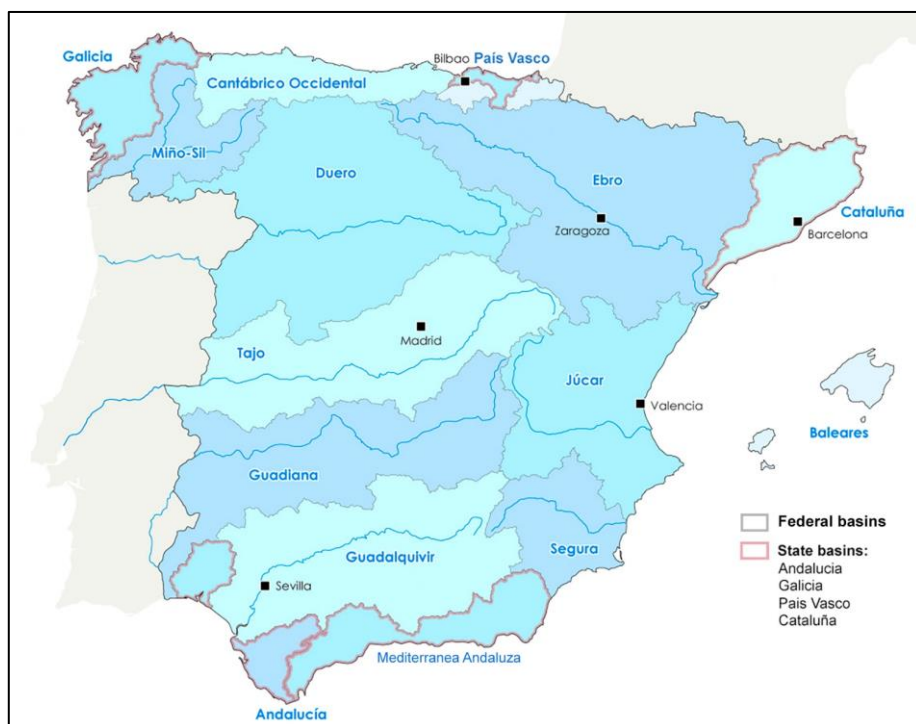 Galicia
Bilbao
País Vasco
Cantábrico Occidental
Miño-Sil
Duero
Ebro
Zaragoza
Cataluña
Barcelona
Madrid
Tajo
Júcar
Valencia
Baleares
Guadiana
Guadalquivir
Segura
Sevilla
Mediterranea Andaluza
Andalucía
Federal basins
State basins:
Andalucia
Galicia
Pais Vasco
Cataluña